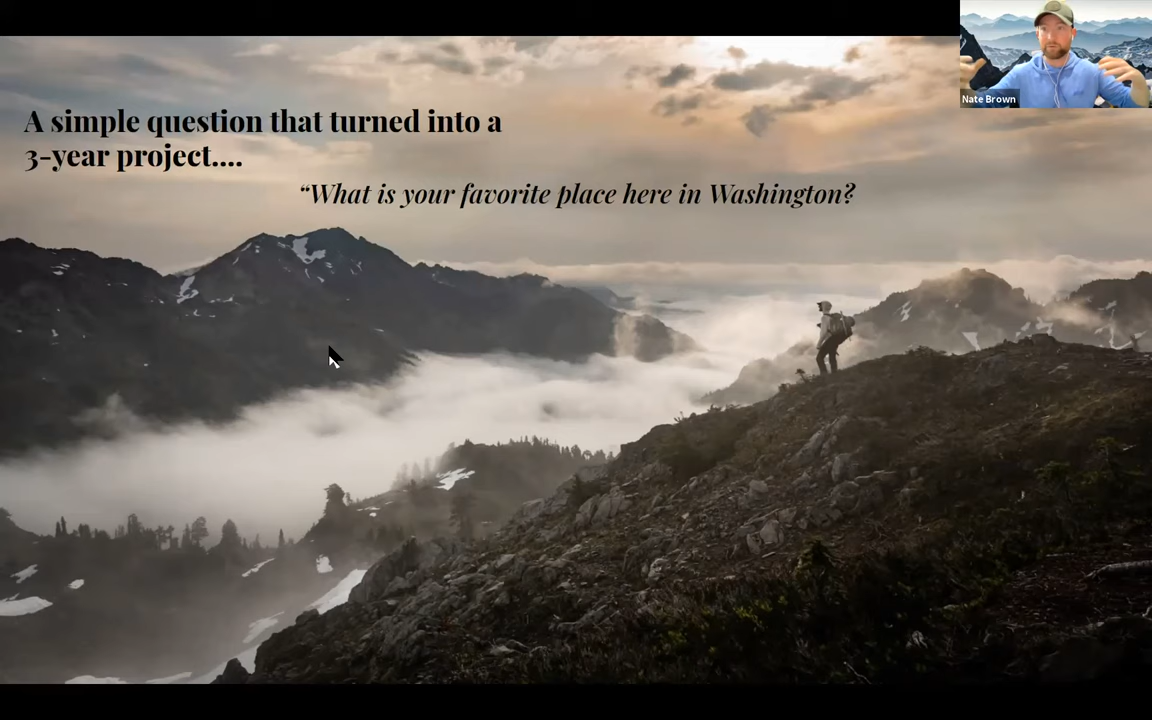 A simple question that turned into a
3-year project....
“What is your favorite place here in Washington?
Nate Brown